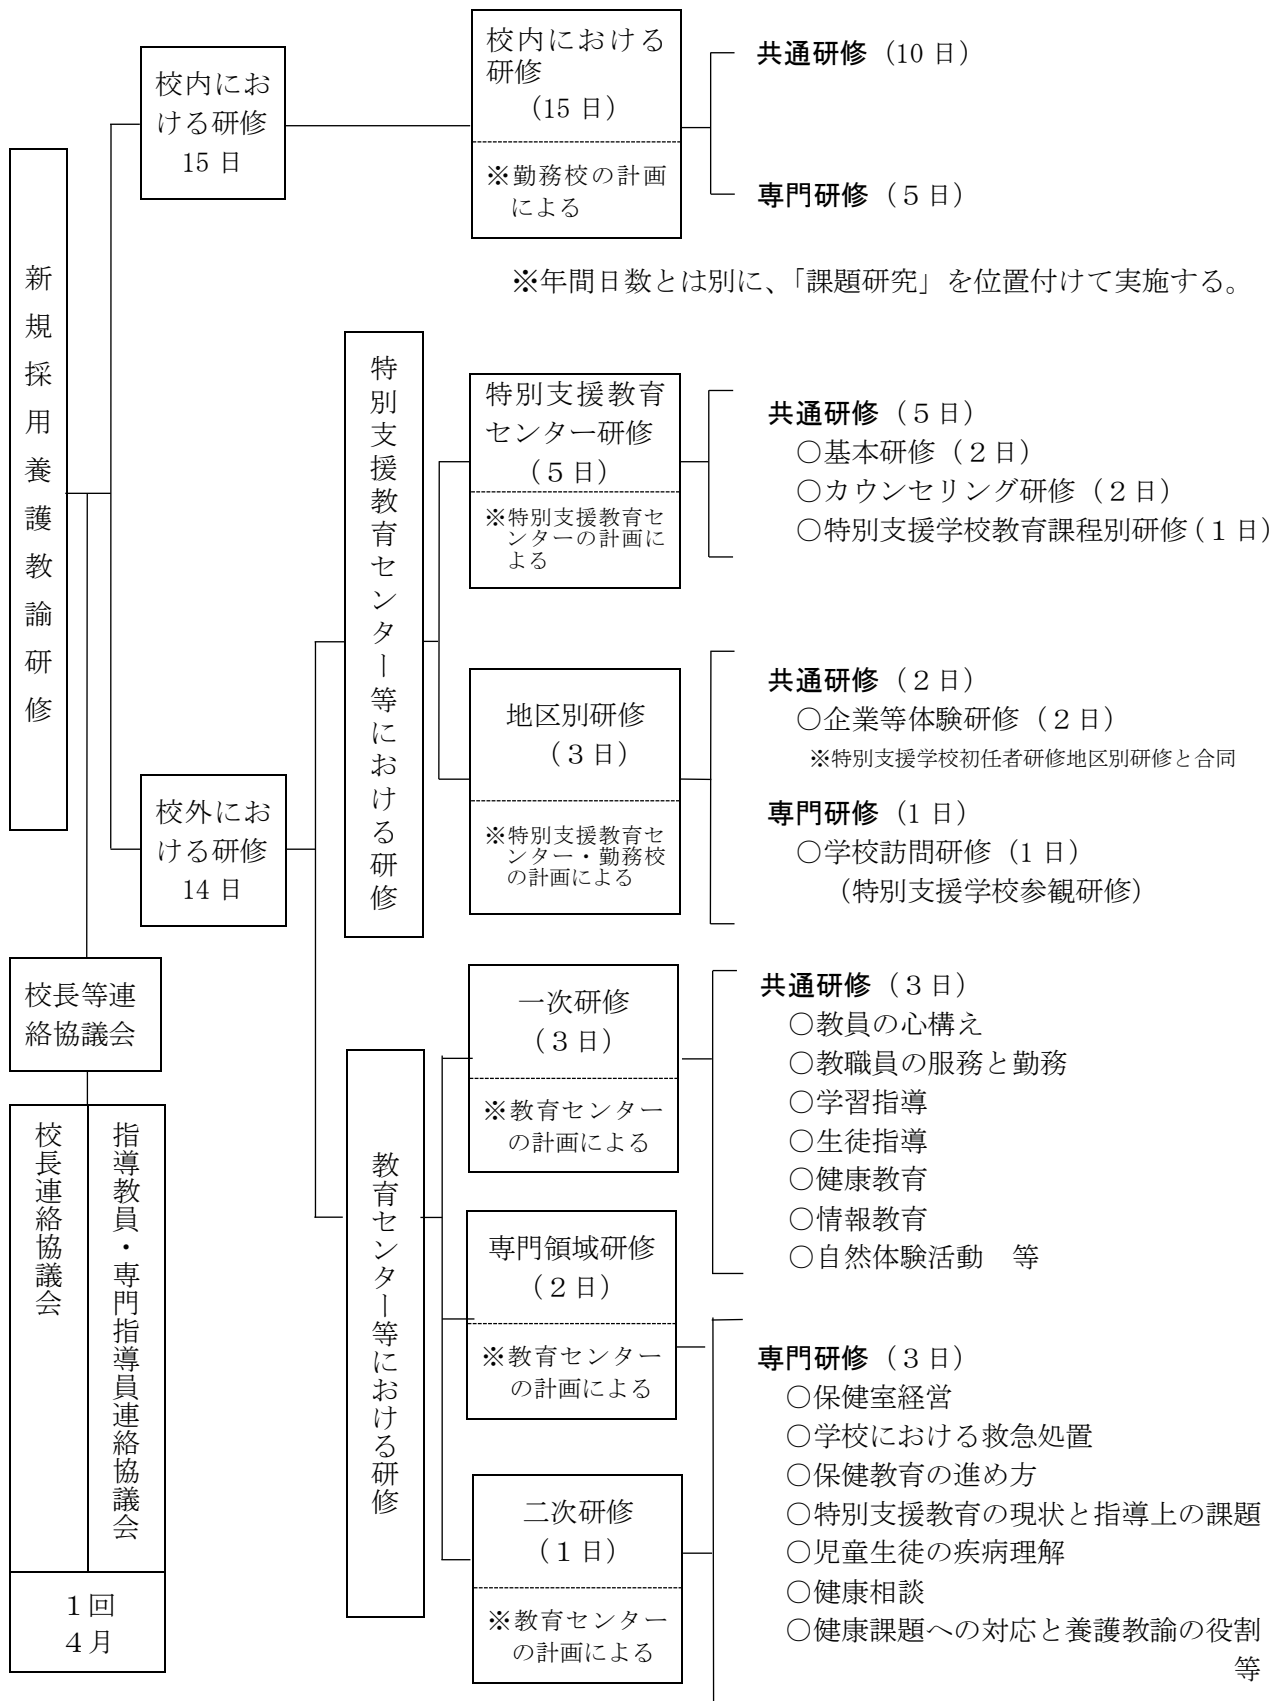 新規採用養護教諭研修
校内にお
ける研修
15 日
校内における
研修
(15 日)
※勤務校の計画
による
共通研修 (10 日)
専門研修 (５日)
※年間日数とは別に、「課題研究」を位置付けて実施する。
校外にお
ける研修
14 日
特別支援教育センター等における研修
特別支援教育
センター研修
(５日)
※特別支援教育セ
ンターの計画に
よる
共通研修 (５日)
○基本研修 (２日)
○カウンセリング研修 (２日)
○特別支援学校教育課程別研修(１日)
地区別研修
(３日)
※特別支援教育セ
ンター・勤務校
の計画による
共通研修 (２日)
○企業等体験研修 (２日)
※特別支援学校初任者研修地区別研修と合同
専門研修 (1 日)
○学校訪問研修 (1 日)
(特別支援学校参観研修)
教育センター等における研修
一次研修
(３日)
※教育センター
の計画による
共通研修 (３日)
○教員の心構え
○教職員の服務と勤務
○学習指導
○生徒指導
○健康教育
○情報教育
○自然体験活動　等
専門領域研修
(２日)
※教育センター
の計画による
二次研修
(１日)
※教育センター
の計画による
専門研修 (３日)
○保健室経営
○学校における救急処置
○保健教育の進め方
○特別支援教育の現状と指導上の課題
○児童生徒の疾病理解
○健康相談
○健康課題への対応と養護教諭の役割
等
校長等連
絡協議会
指導教員・専門指導員連絡協議会
校長連絡協議会
１回
４月